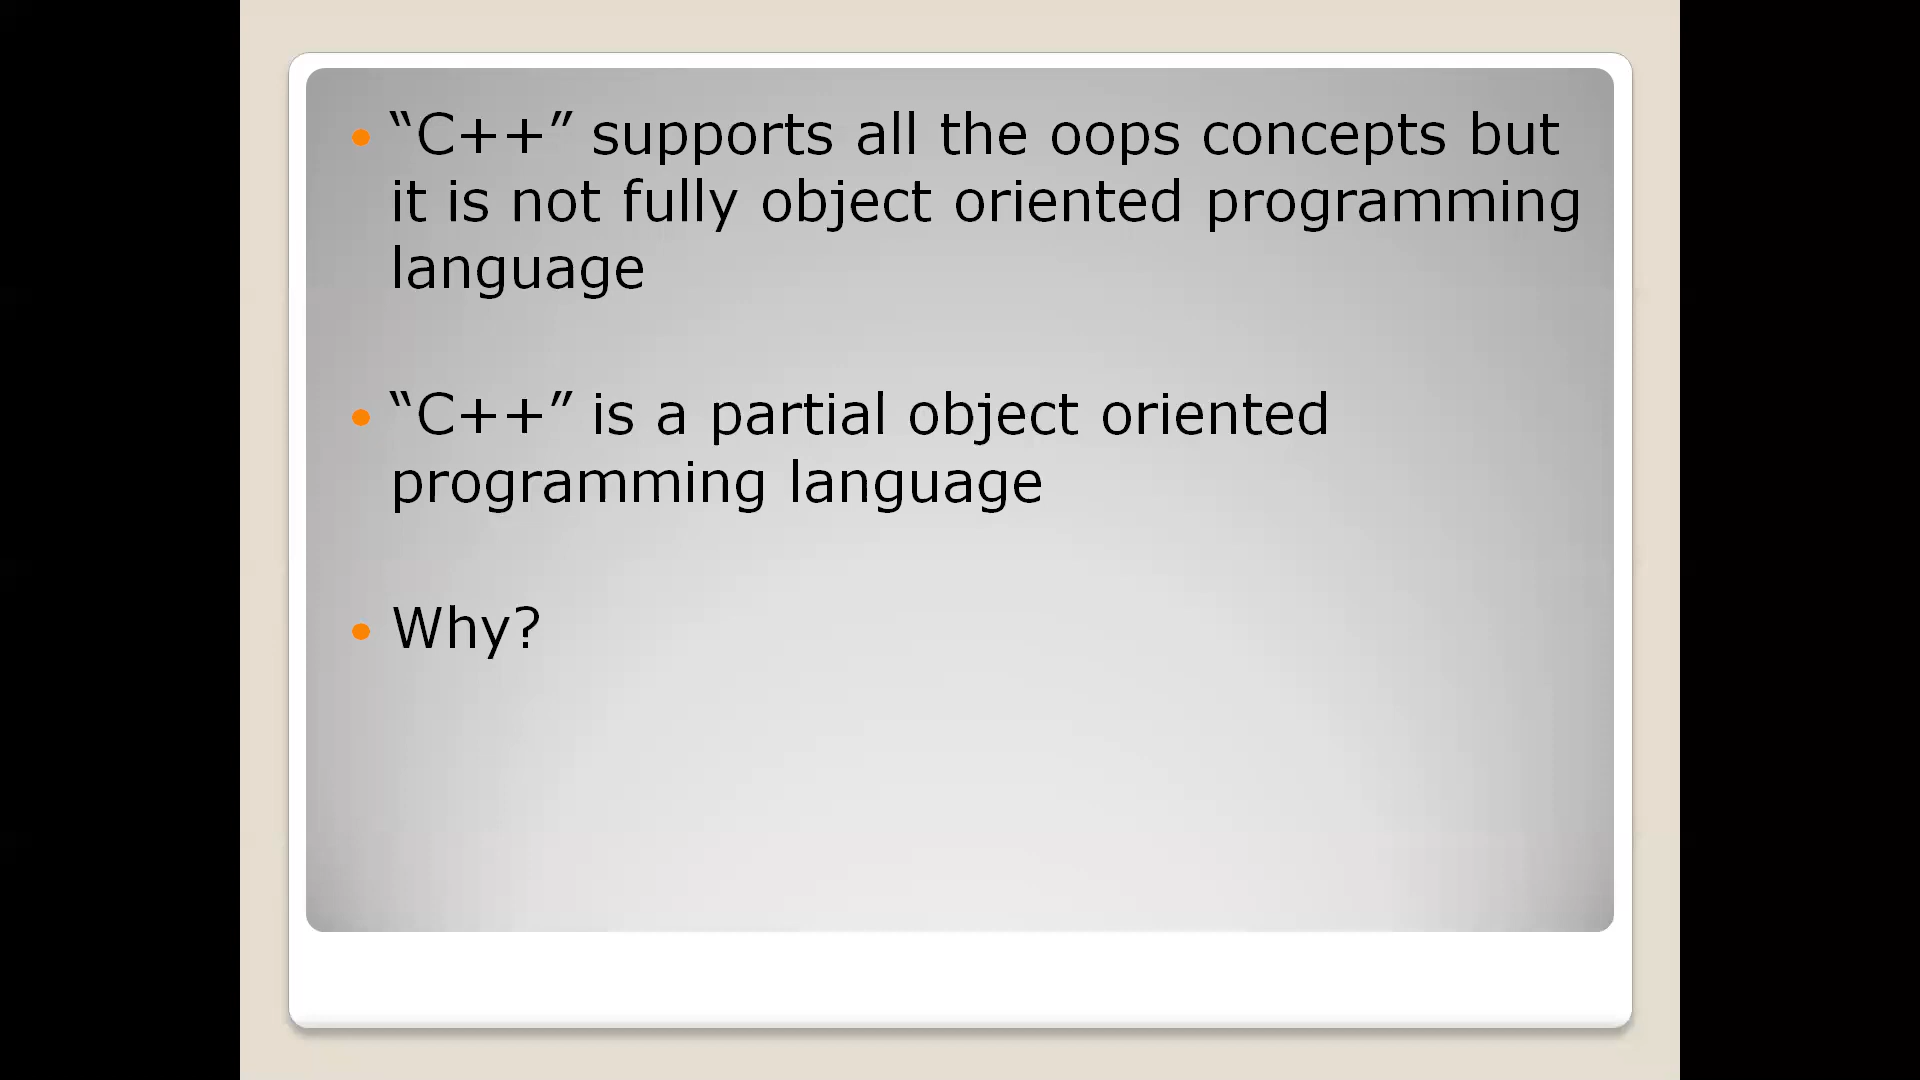 “C++” supports all the oops concepts but
it is not fully object oriented programming
language
“C++” is a partial object oriented
programming language
Why?